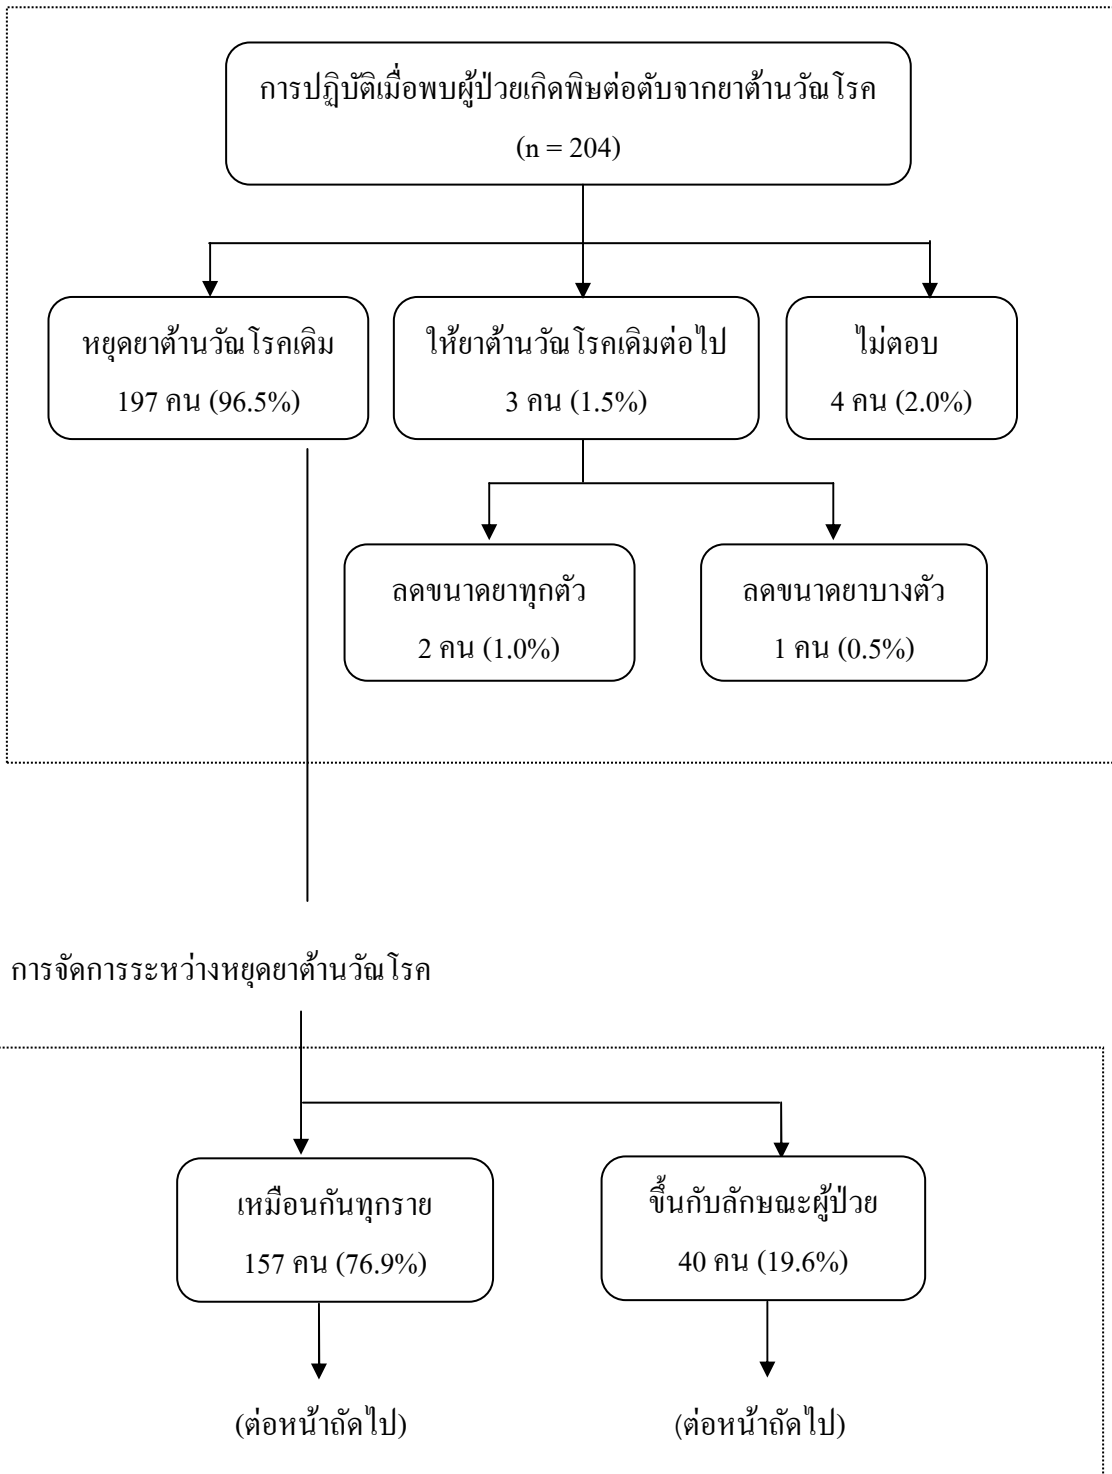 การปฏิบัติเมื่อพบผู้ป่วยเกิดพิษต่อตับจากยาต้านวัณโรค
(n = 204)
หยุดยาต้านวัณโรคเดิม
197 คน (96.5%)
ให้ยาต้านวัณโรคเดิมต่อไป
3 คน (1.5%)
ไม่ตอบ
4 คน (2.0%)
ลดขนาดยาทุกตัว
2 คน (1.0%)
ลดขนาดยาบางตัว
1 คน (0.5%)
การจัดการระหว่างหยุดยาต้านวัณโรค
เหมือนกันทุกราย
157 คน (76.9%)
ขึ้นกับลักษณะผู้ป่วย
40 คน (19.6%)
(ต่อหน้าถัดไป)
(ต่อหน้าถัดไป)